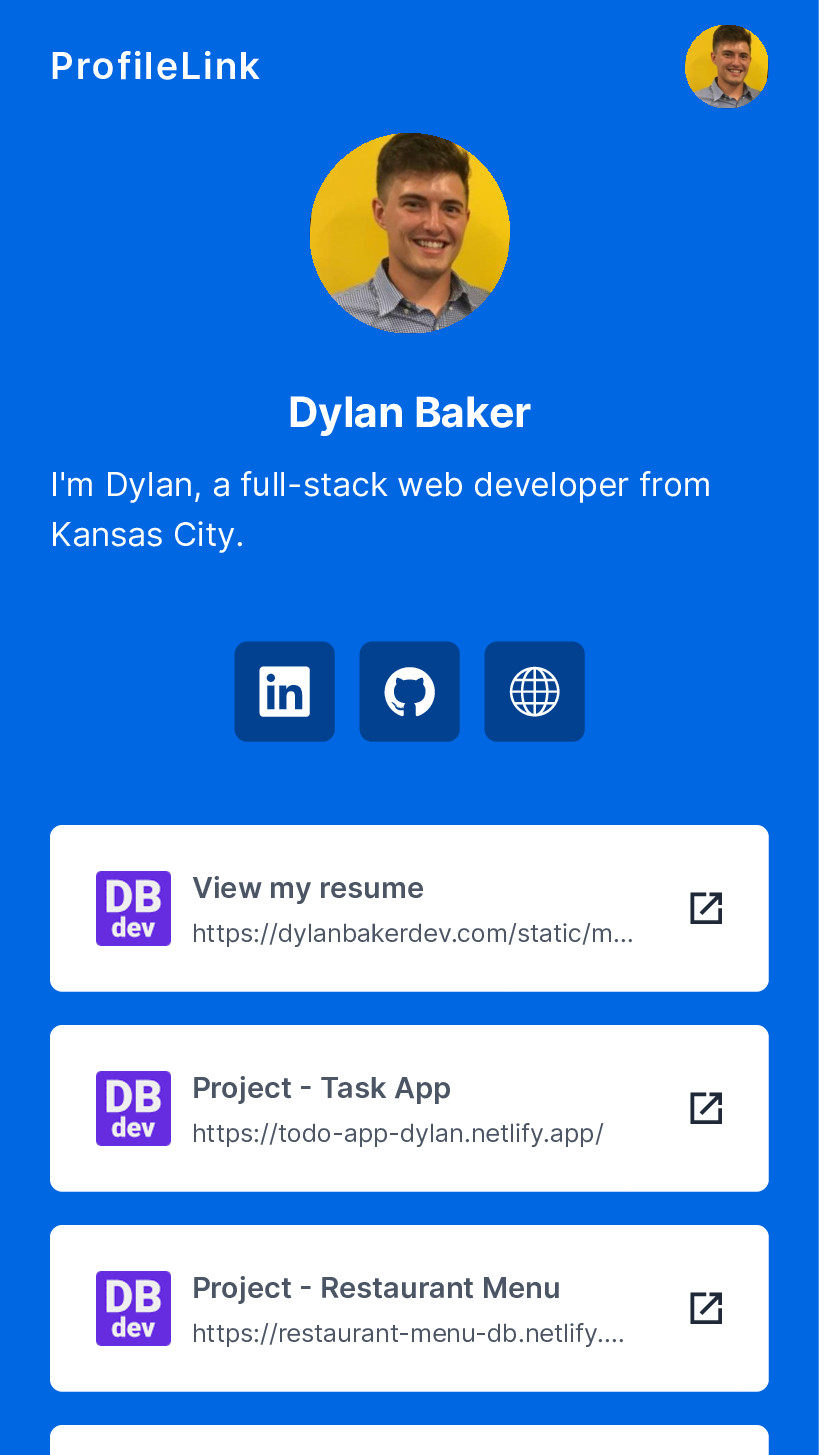 ProfileLink
Dylan Baker
I'm Dylan, a full-stack web developer from
Kansas City.
in
DB
dev
View my resume
https://dylanbakerdev.com/static/m...
DB
dev
Project - Task App
https://todo-app-dylan.netlify.app/
DB
dev
Project - Restaurant Menu
https://restaurant-menu-db.netlify....